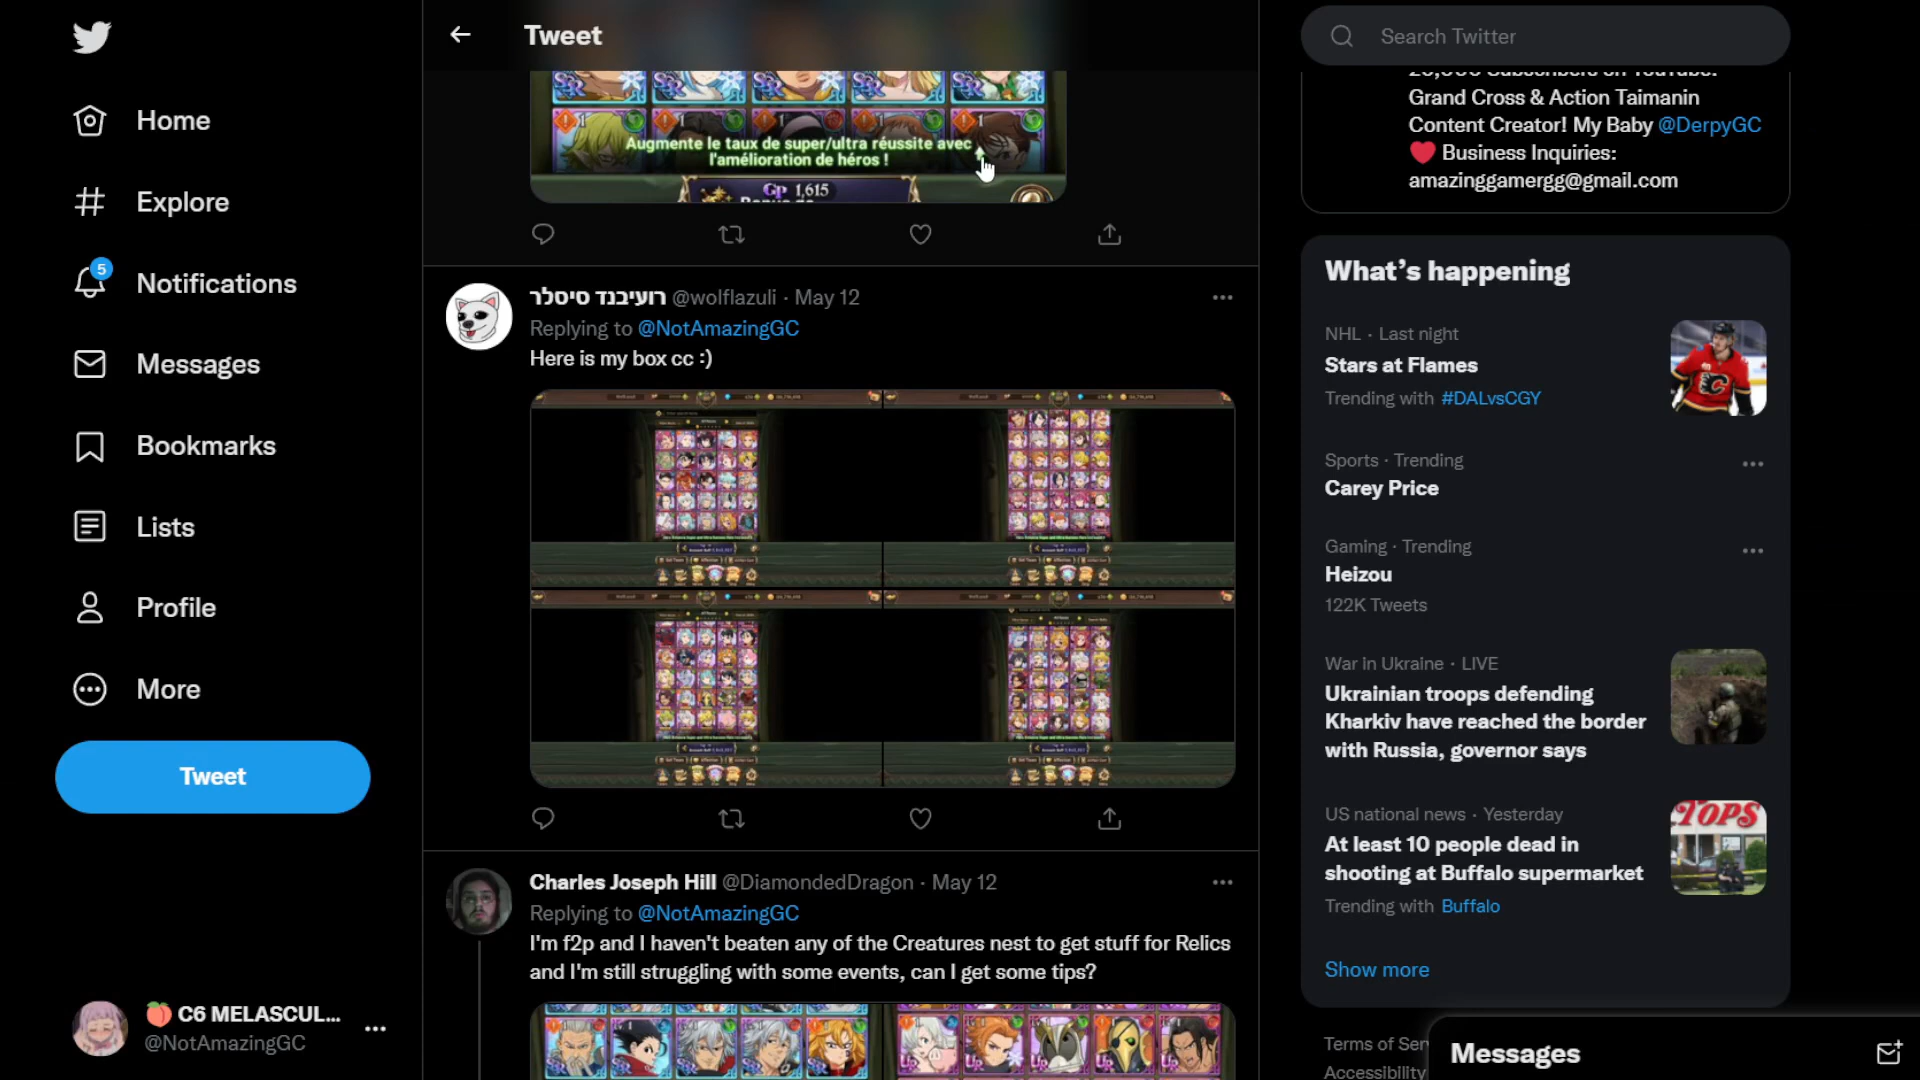 Home
Explore
5
Notifications
Messages
Bookmarks
Lists
Profile
More
Tweet
🍑 C6 MELASCUL...
@NotAmazingGC
Tweet
Augmente le taux de super/ultra réussite avec
l'amélioration de héros !
Gp 1,615
רועיבנד סיסלר @wolflazuli · May 12
Replying to @NotAmazingGC
Here is my box cc :)
Charles Joseph Hill @DiamondedDragon · May 12
Replying to @NotAmazingGC
I'm f2p and I haven't beaten any of the Creatures nest to get stuff for Relics
and I'm still struggling with some events, can I get some tips?
Search Twitter
Grand Cross & Action Taimanin
Content Creator! My Baby @DerpyGC
❤️ Business Inquiries:
amazinggamergg@gmail.com
What's happening
NHL · Last night
Stars at Flames
Trending with #DALvsCGY
Sports · Trending
Carey Price
Gaming · Trending
Heizou
122K Tweets
War in Ukraine · LIVE
Ukrainian troops defending
Kharkiv have reached the border
with Russia, governor says
US national news · Yesterday
TOPS
At least 10 people dead in
shooting at Buffalo supermarket
Trending with Buffalo
Show more
Terms of Ser
Accessibility
Messages